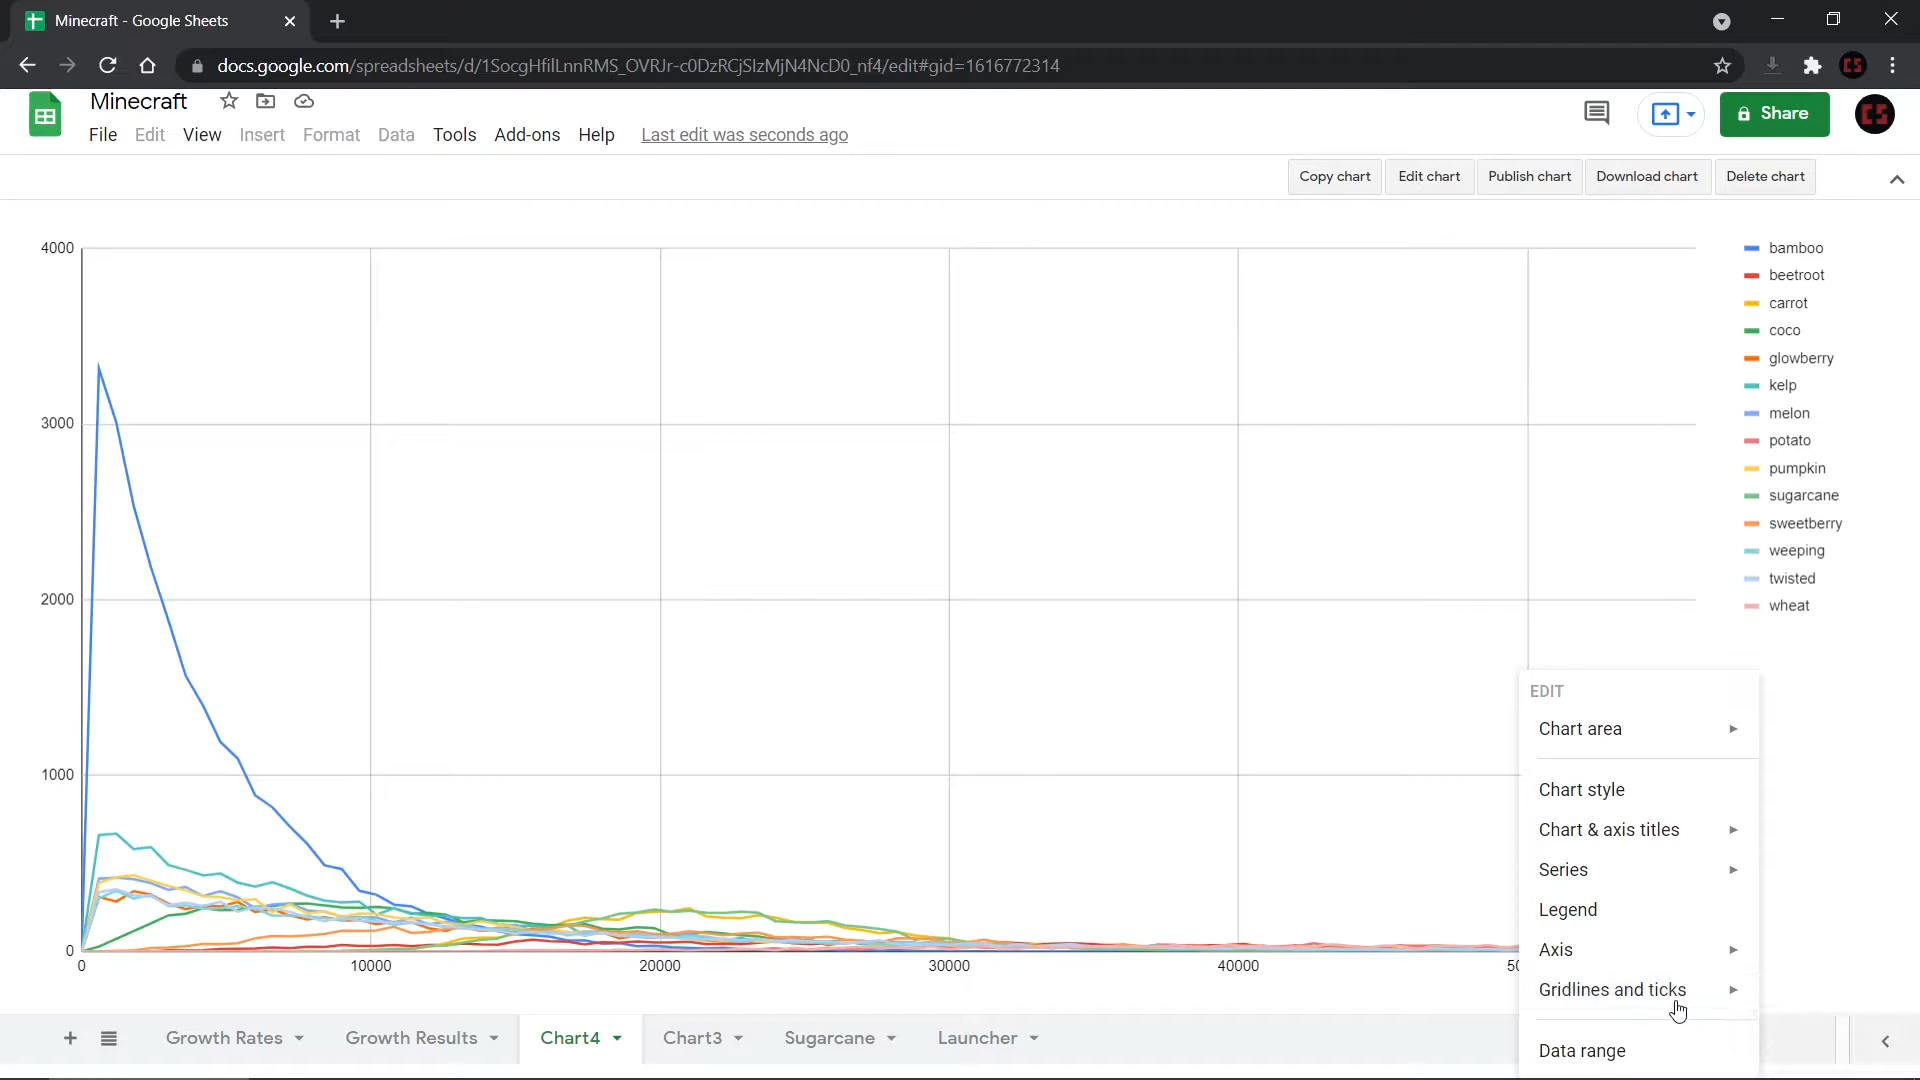 Minecraft - Google Sheets
docs.google.com/spreadsheets/d/1SocgHfilLnnRMS_OVRJr-c0DzRCjSIzMjN4NcD0_nf4/edit#gid=1616772314
Minecraft
File Edit View Insert Format Data Tools Add-ons Help Last edit was seconds ago
Share
Copy chart Edit chart Publish chart Download chart Delete chart
4000
3000
2000
1000
0
0 10000 20000 30000 40000 50
bamboo
beetroot
carrot
coco
glowberry
kelp
melon
potato
pumpkin
sugarcane
sweetberry
weeping
twisted
wheat
EDIT
Chart area
Chart style
Chart & axis titles
Series
Legend
Axis
Gridlines and ticks
Data range
Growth Rates Growth Results Chart4 Chart3 Sugarcane Launcher